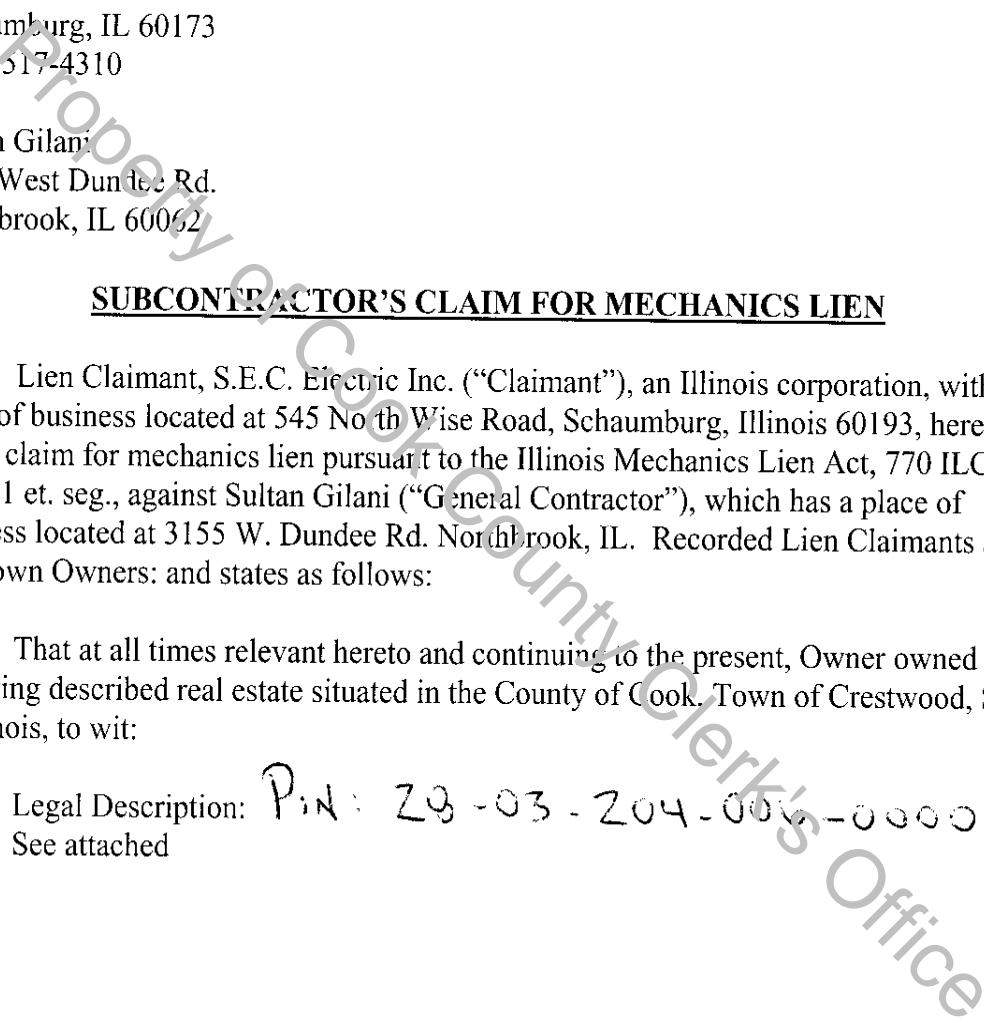 mburg, IL 60173
517-4310
n Gilani
West Dundee Rd.
brook, IL 60062
SUBCONTRACTOR'S CLAIM FOR MECHANICS LIEN
Lien Claimant, S.E.C. Electric Inc. ("Claimant"), an Illinois corporation, with
of business located at 545 North Wise Road, Schaumburg, Illinois 60193, here
claim for mechanics lien pursuant to the Illinois Mechanics Lien Act, 770 ILC
1 et. seg., against Sultan Gilani ("General Contractor"), which has a place of
ess located at 3155 W. Dundee Rd. Northbrook, IL. Recorded Lien Claimants
own Owners: and states as follows:
That at all times relevant hereto and continuing to the present, Owner owned
ing described real estate situated in the County of Cook. Town of Crestwood, S
nois, to wit:
Legal Description: PiN: 28-03-204- -0000
See attached
Property of Cook County Clerk's Office